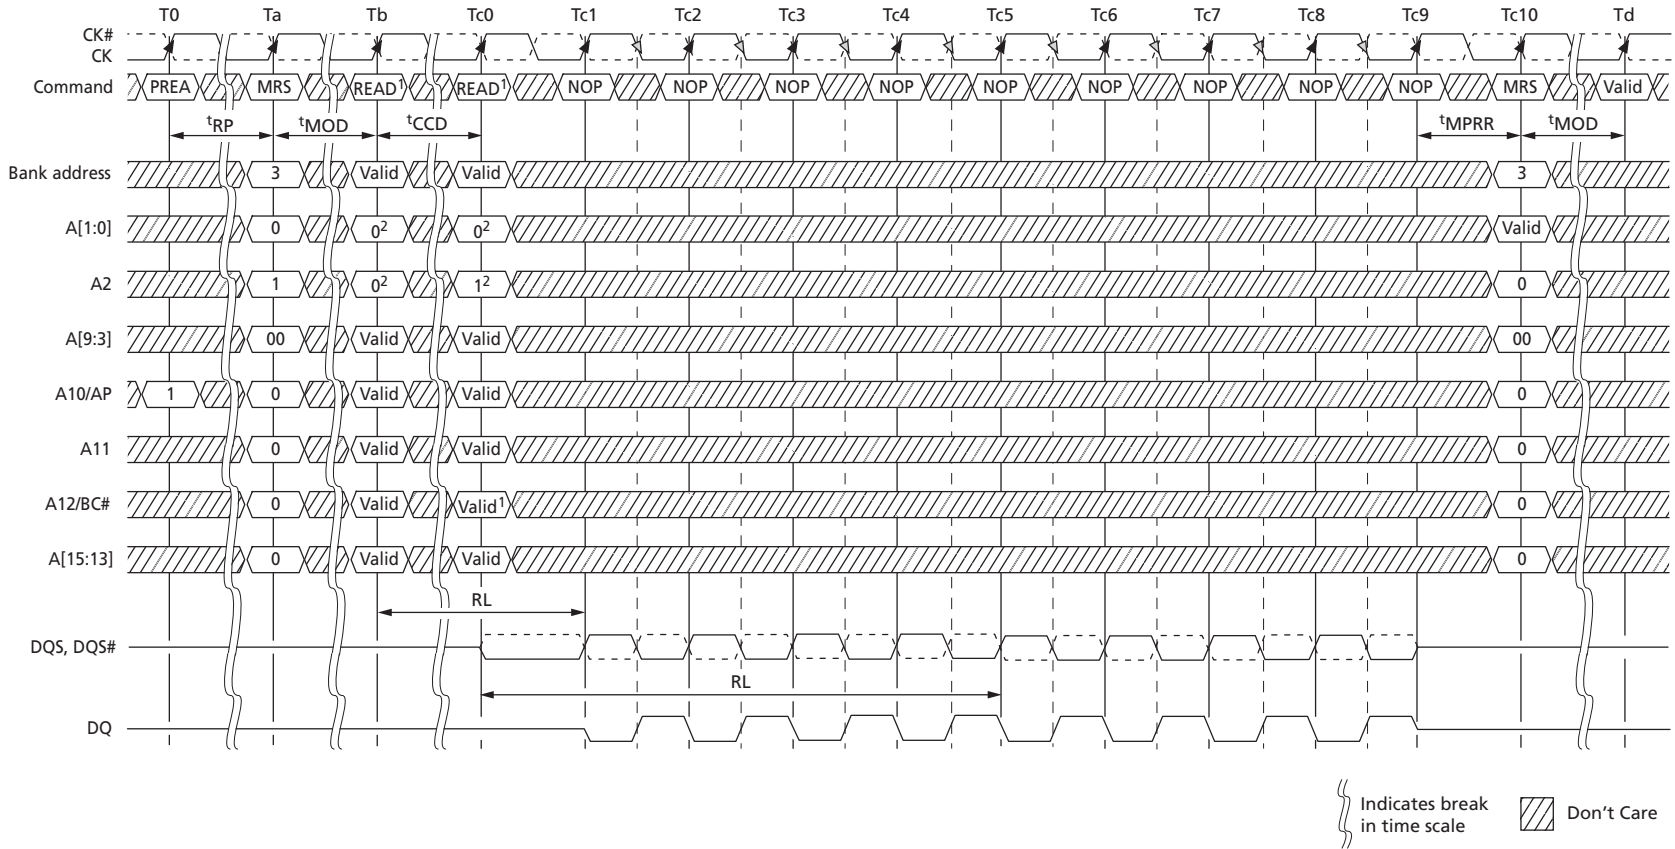 T0 Ta Tb Tc0 Tc1 Tc2 Tc3 Tc4 Tc5 Tc6 Tc7 Tc8 Tc9 Tc10 Td
CK#
CK
Command PREA MRS READ¹ READ¹ NOP NOP NOP NOP NOP NOP NOP NOP NOP MRS Valid
tRP tMOD tCCD tMPRR tMOD
Bank address 3 Valid Valid 3
A[1:0] 0 0² 0² Valid
A2 1 0² 1² 0
A[9:3] 00 Valid Valid 00
A10/AP 1 0 Valid Valid 0
A11 0 Valid Valid 0
A12/BC# 0 Valid Valid¹ 0
A[15:13] 0 Valid Valid 0
RL
DQS, DQS#
RL
DQ
Indicates break
in time scale
Don't Care